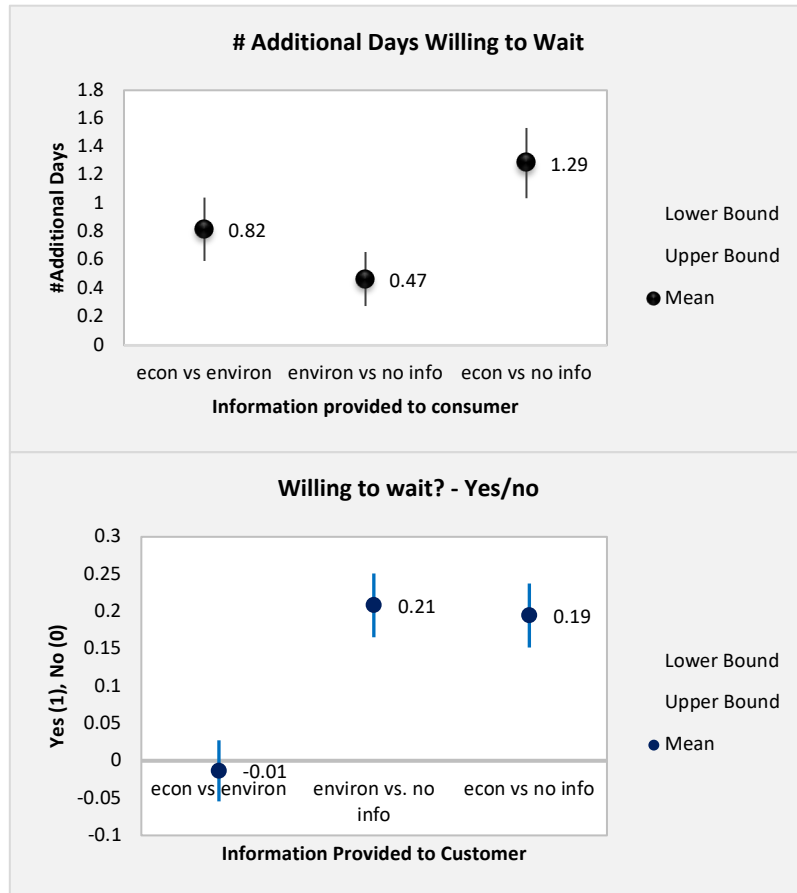 # Additional Days Willing to Wait
1.8
1.6
1.4
1.2
1
0.8
0.6
0.4
0.2
0
#Additional Days
0.82
0.47
1.29
econ vs environ
environ vs no info
econ vs no info
Information provided to consumer
Lower Bound
Upper Bound
Mean
Willing to wait? - Yes/no
0.3
0.25
0.2
0.15
0.1
0.05
0
-0.05
-0.1
Yes (1), No (0)
-0.01
0.21
0.19
econ vs environ
environ vs. no
info
econ vs no info
Information Provided to Customer
Lower Bound
Upper Bound
Mean